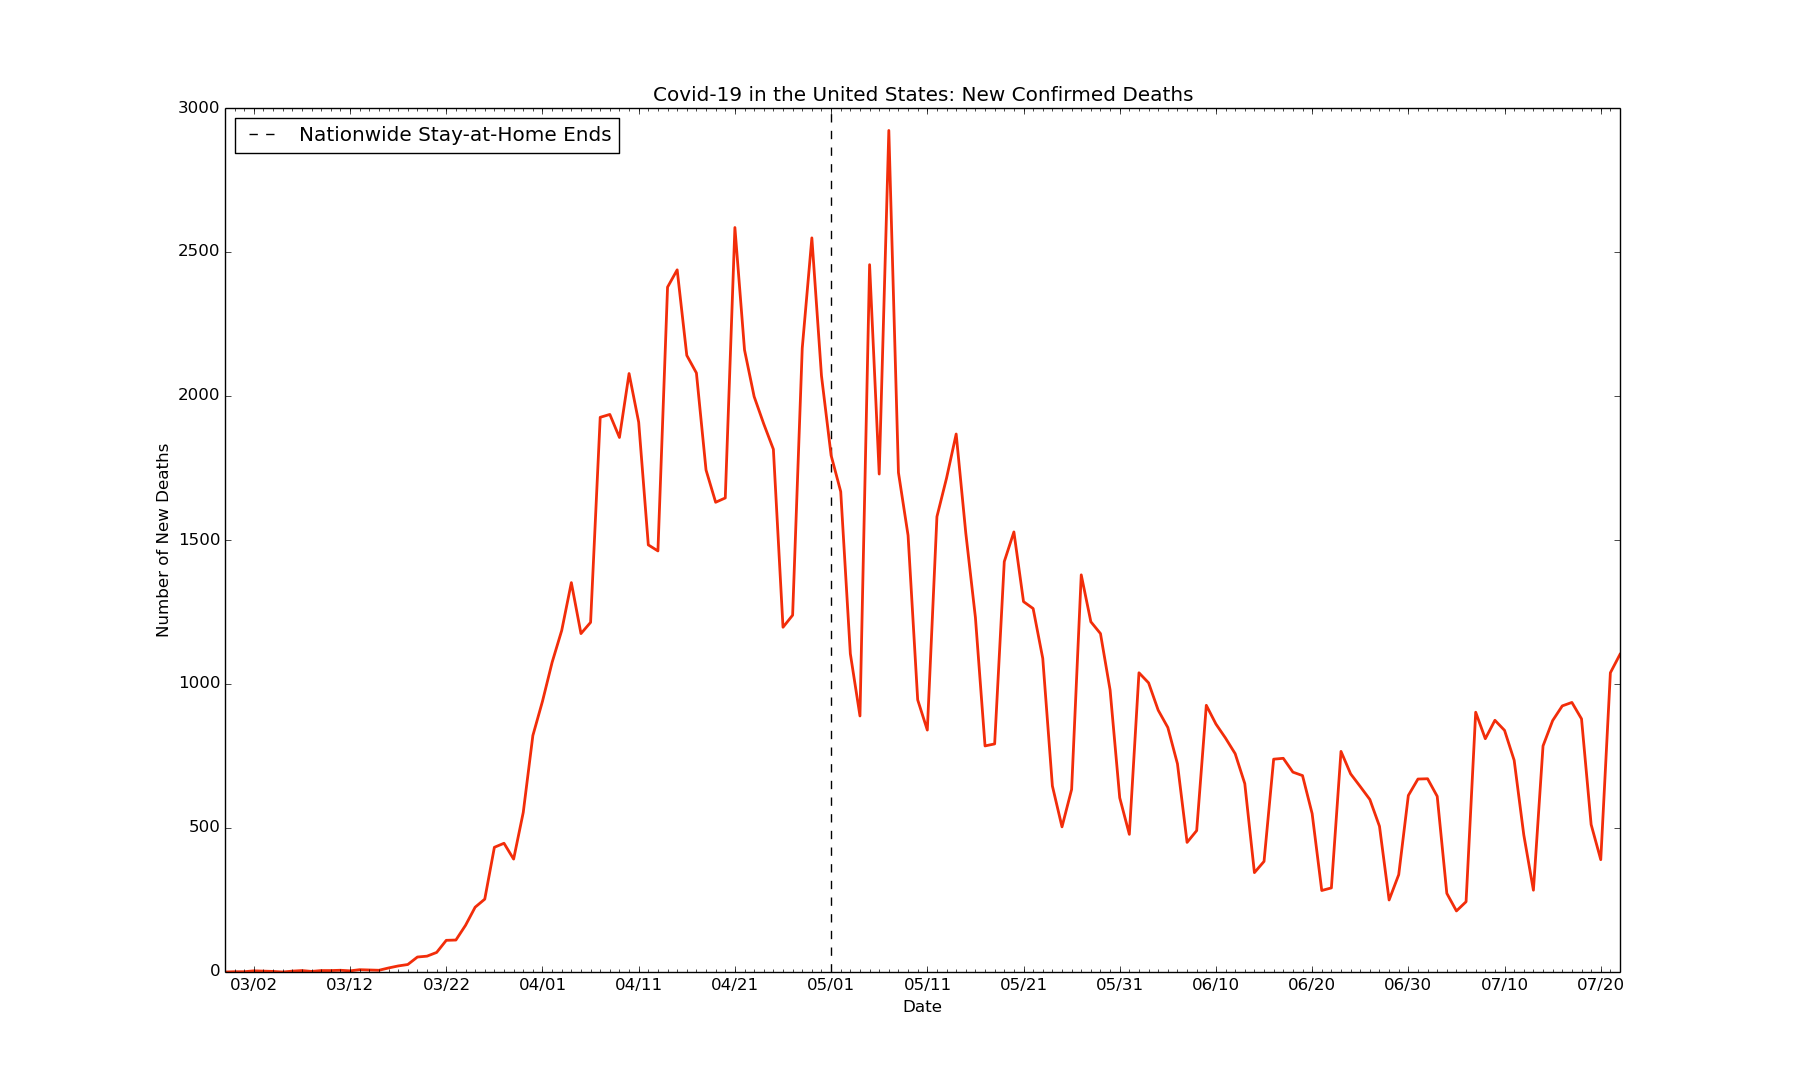 Covid-19 in the United States: New Confirmed Deaths
Nationwide Stay-at-Home Ends
Number of New Deaths
3000
2500
2000
1500
1000
500
0
03/02 03/12 03/22 04/01 04/11 04/21 05/01 05/11 05/21 05/31 06/10 06/20 06/30 07/10 07/20
Date